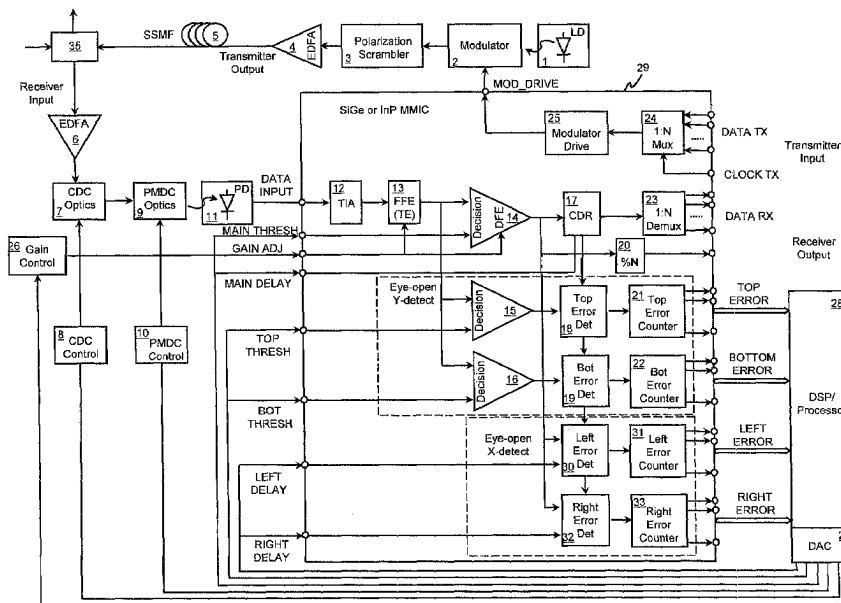 35
SSMF
5
Transmitter
Output
4
EDFA
3
Polarization
Scrambler
Modulator
2
LD
1
MOD_DRIVE
29
SiGe or InP MMIC
Receiver
Input
EDFA
6
25
Modulator
Drive
24
1:N
Mux
DATA TX
Transmitter
Input
CLOCK TX
CDC
Optics
7
PMDC
Optics
9
PD
11
DATA
INPUT
12
TIA
13
FFE
(TE)
Decision
DFE
14
17
CDR
23
1:N
Demux
DATA RX
26
Gain
Control
MAIN THRESH
GAIN ADJ
MAIN DELAY
20
%N
Receiver
Output
Eye-open
Y-detect
Decision
15
Top
Error
Det
18
21
Top
Error
Counter
TOP
ERROR
28
8
CDC
Control
10
PMDC
Control
TOP
THRESH
Decision
16
Bot
Error
Det
19
22
Bot
Error
Counter
BOTTOM
ERROR
DSP/
Processor
BOT
THRESH
Eye-open
X-detect
Left
Error
Det
30
31
Left
Error
Counter
LEFT
ERROR
LEFT
DELAY
Right
Error
Det
32
33
Right
Error
Counter
RIGHT
ERROR
RIGHT
DELAY
DAC